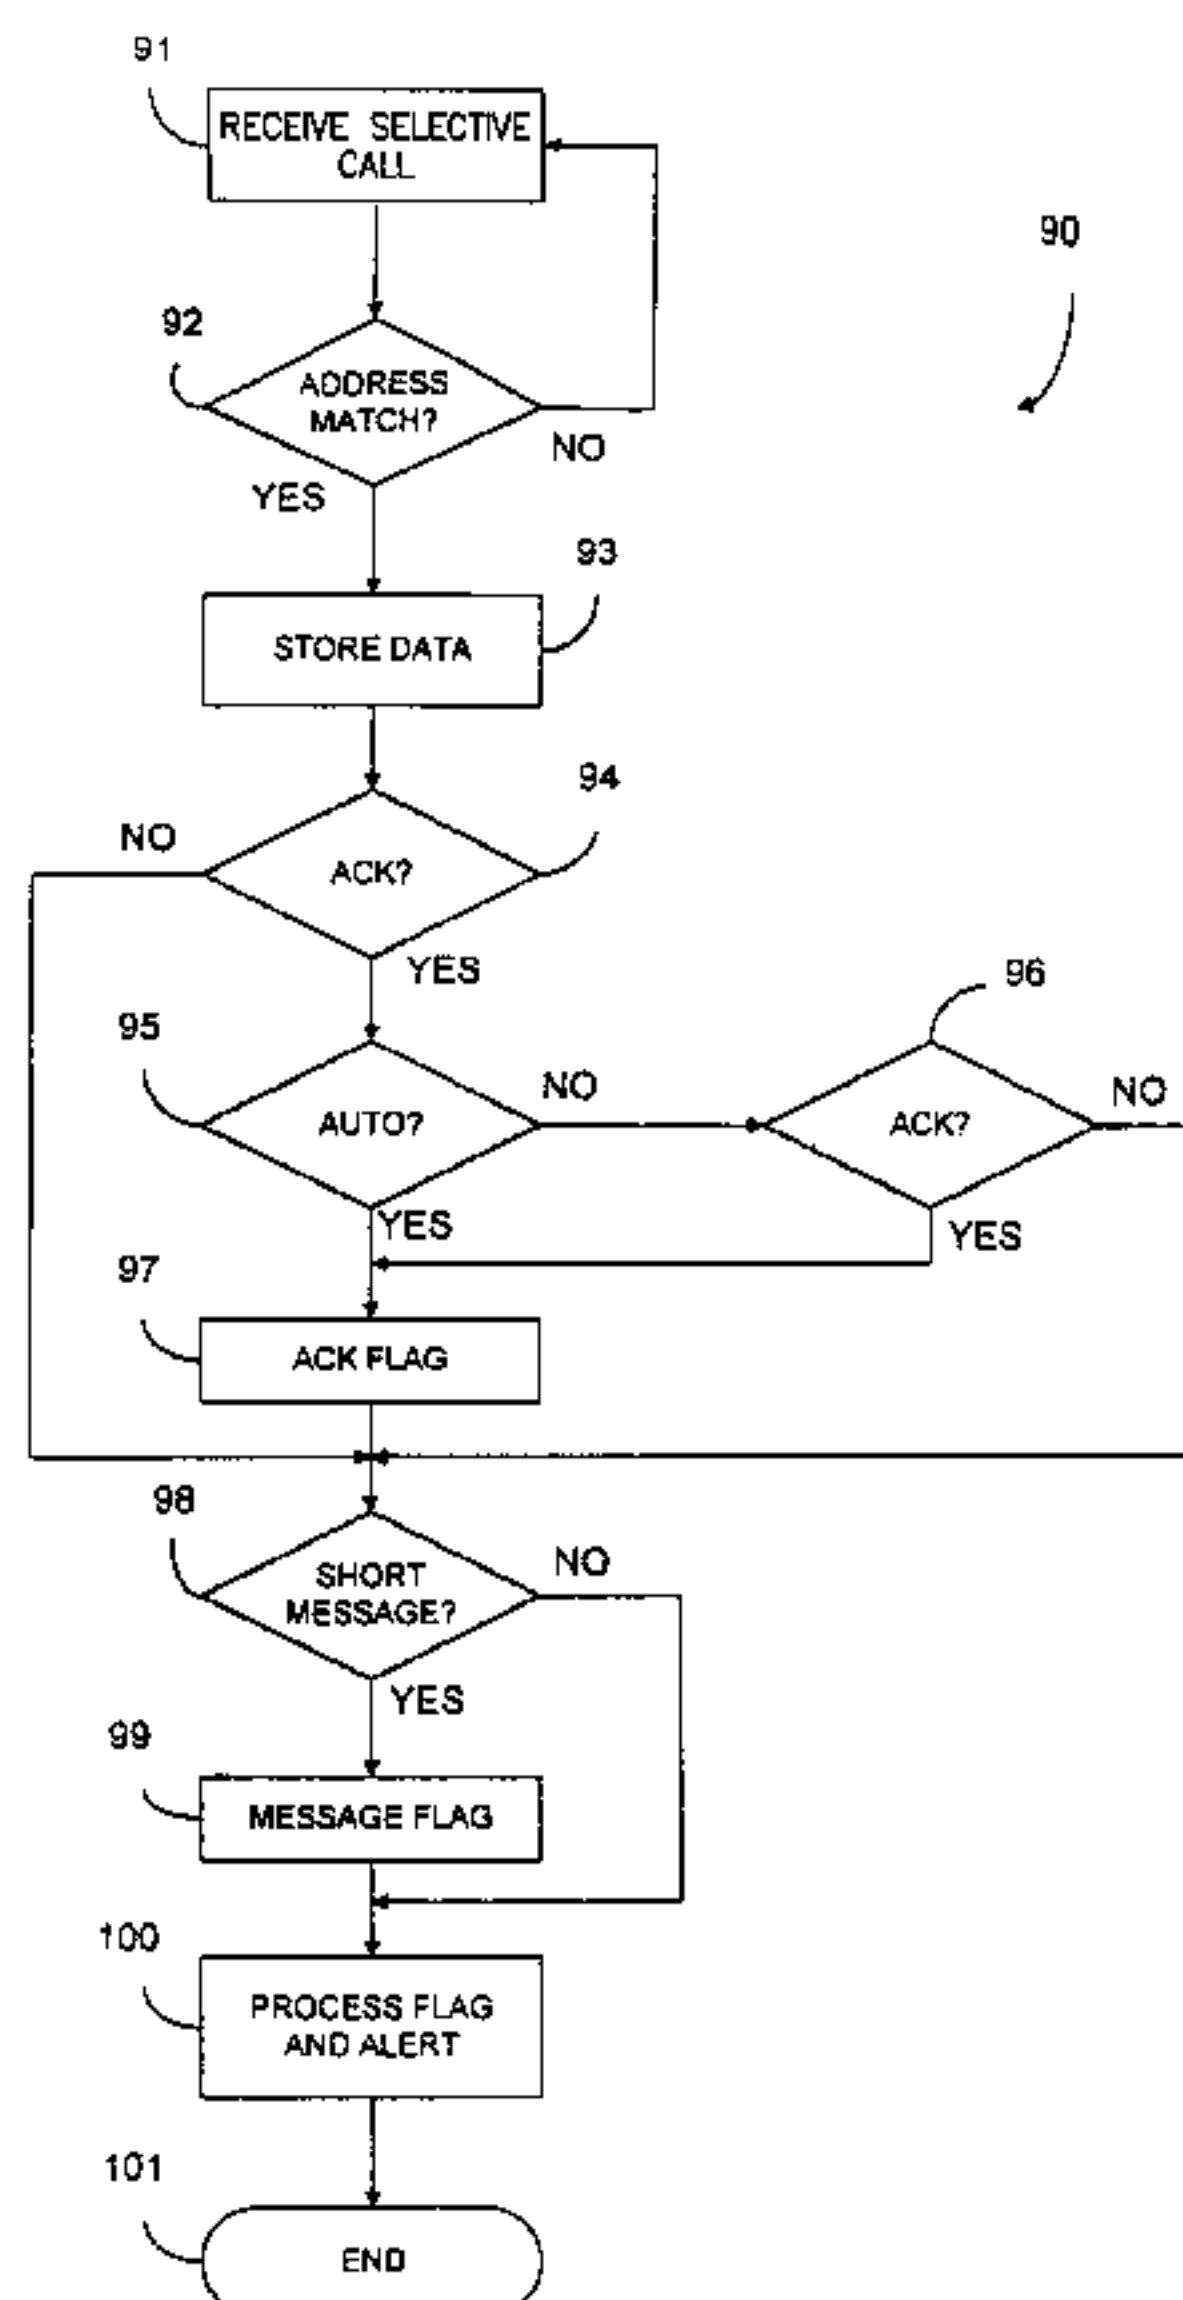 91
RECEIVE SELECTIVE
CALL
90
92
ADDRESS
MATCH?
NO
YES
93
STORE DATA
94
NO
ACK?
YES
96
95
AUTO?
NO
ACK?
NO
YES
YES
97
ACK FLAG
98
SHORT
MESSAGE?
NO
YES
99
MESSAGE FLAG
100
PROCESS FLAG
AND ALERT
101
END